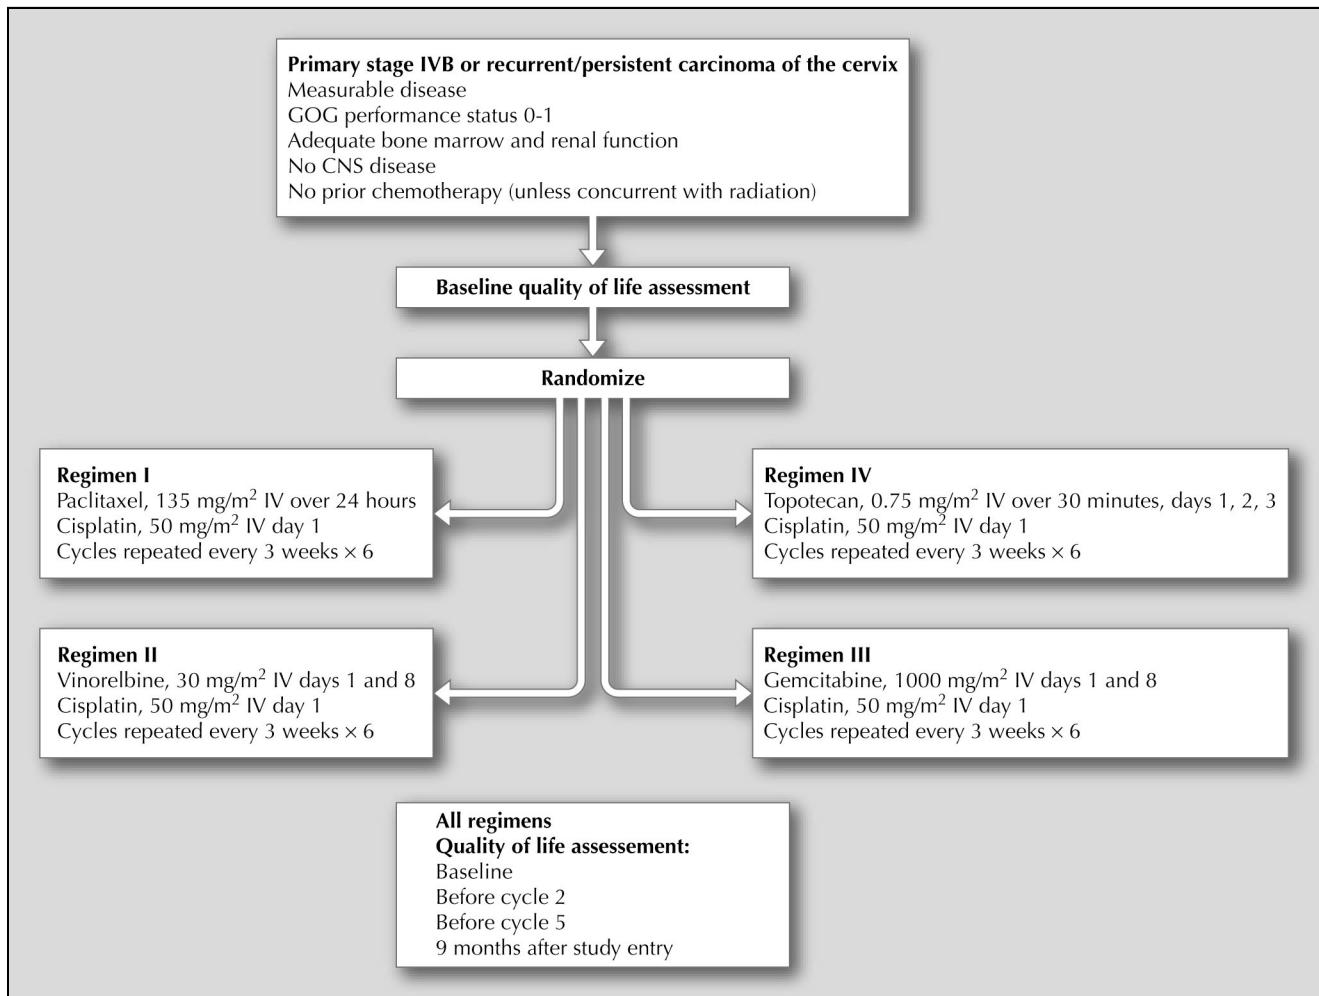 Primary stage IVB or recurrent/persistent carcinoma of the cervix
Measurable disease
GOG performance status 0-1
Adequate bone marrow and renal function
No CNS disease
No prior chemotherapy (unless concurrent with radiation)
Baseline quality of life assessment
Randomize
Regimen I
Paclitaxel, 135 mg/m² IV over 24 hours
Cisplatin, 50 mg/m² IV day 1
Cycles repeated every 3 weeks × 6
Regimen IV
Topotecan, 0.75 mg/m² IV over 30 minutes, days 1, 2, 3
Cisplatin, 50 mg/m² IV day 1
Cycles repeated every 3 weeks × 6
Regimen II
Vinorelbine, 30 mg/m² IV days 1 and 8
Cisplatin, 50 mg/m² IV day 1
Cycles repeated every 3 weeks × 6
Regimen III
Gemcitabine, 1000 mg/m² IV days 1 and 8
Cisplatin, 50 mg/m² IV day 1
Cycles repeated every 3 weeks × 6
All regimens
Quality of life assessement:
Baseline
Before cycle 2
Before cycle 5
9 months after study entry